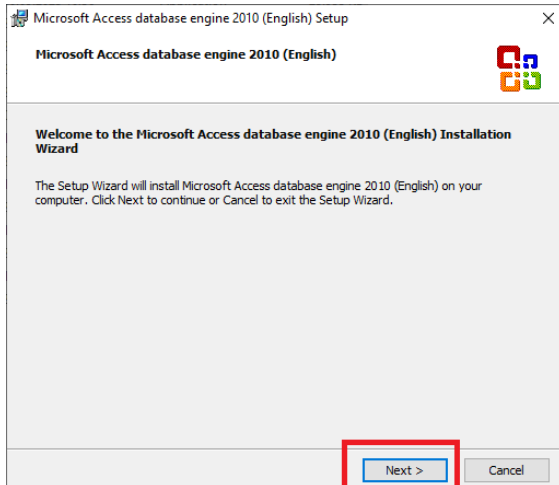 Microsoft Access database engine 2010 (English) Setup
Microsoft Access database engine 2010 (English)
Welcome to the Microsoft Access database engine 2010 (English) Installation
Wizard
The Setup Wizard will install Microsoft Access database engine 2010 (English) on your
computer. Click Next to continue or Cancel to exit the Setup Wizard.
Next >
Cancel